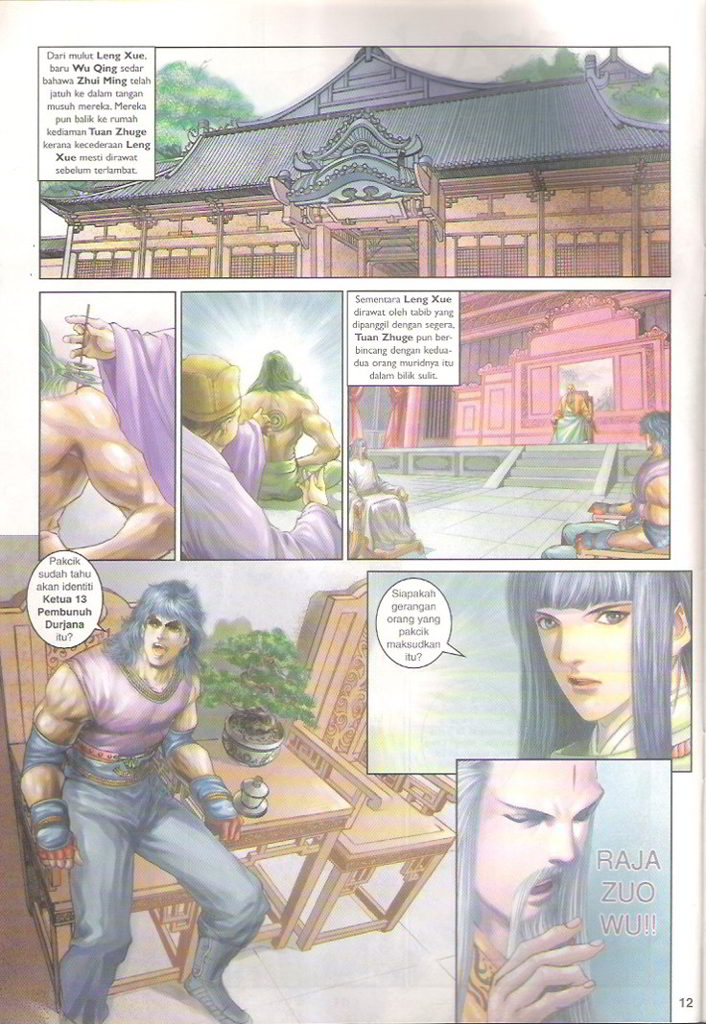 Dari mulut Leng Xue,
baru Wu Qing sedar
bahawa Zhui Ming telah
jatuh ke dalam tangan
musuh mereka. Mereka
pun balik ke rumah
kediaman Tuan Zhuge
kerana kecederaan Leng
Xue mesti dirawat
sebelum terlambat.
Sementara Leng Xue
dirawat oleh tabib yang
dipanggil dengan segera,
Tuan Zhuge pun ber-
bincang dengan kedua-
dua orang muridnya itu
dalam bilik sulit.
Pakcik
sudah tahu
akan identiti
Ketua 13
Pembunuh
Durjana
itu?
Siapakah
gerangan
orang yang
pakcik
maksudkan
itu?
RAJA
ZUO
WU!!
12